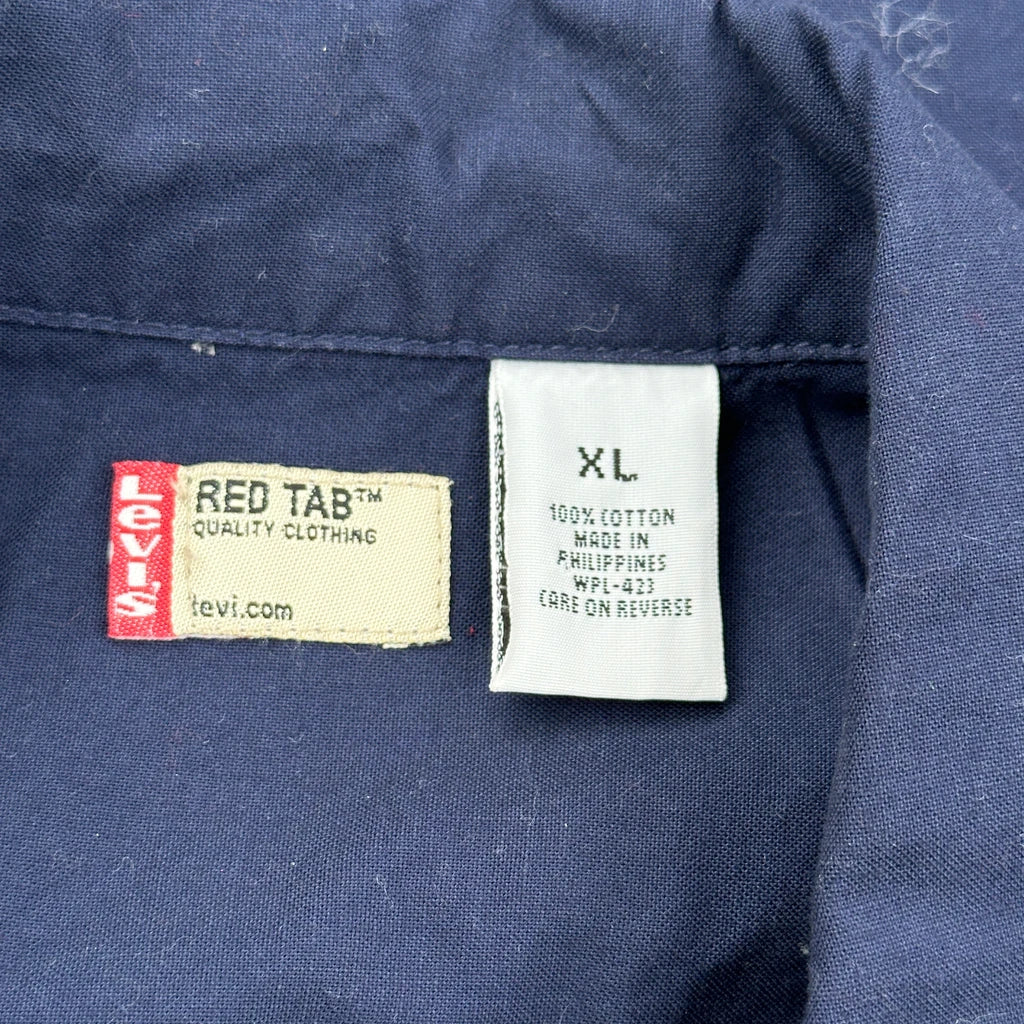 LeVI'S
RED TAB™
QUALITY CLOTHING
levi.com
XL
100% COTTON
MADE IN
PHILIPPINES
WPL-423
CARE ON REVERSE